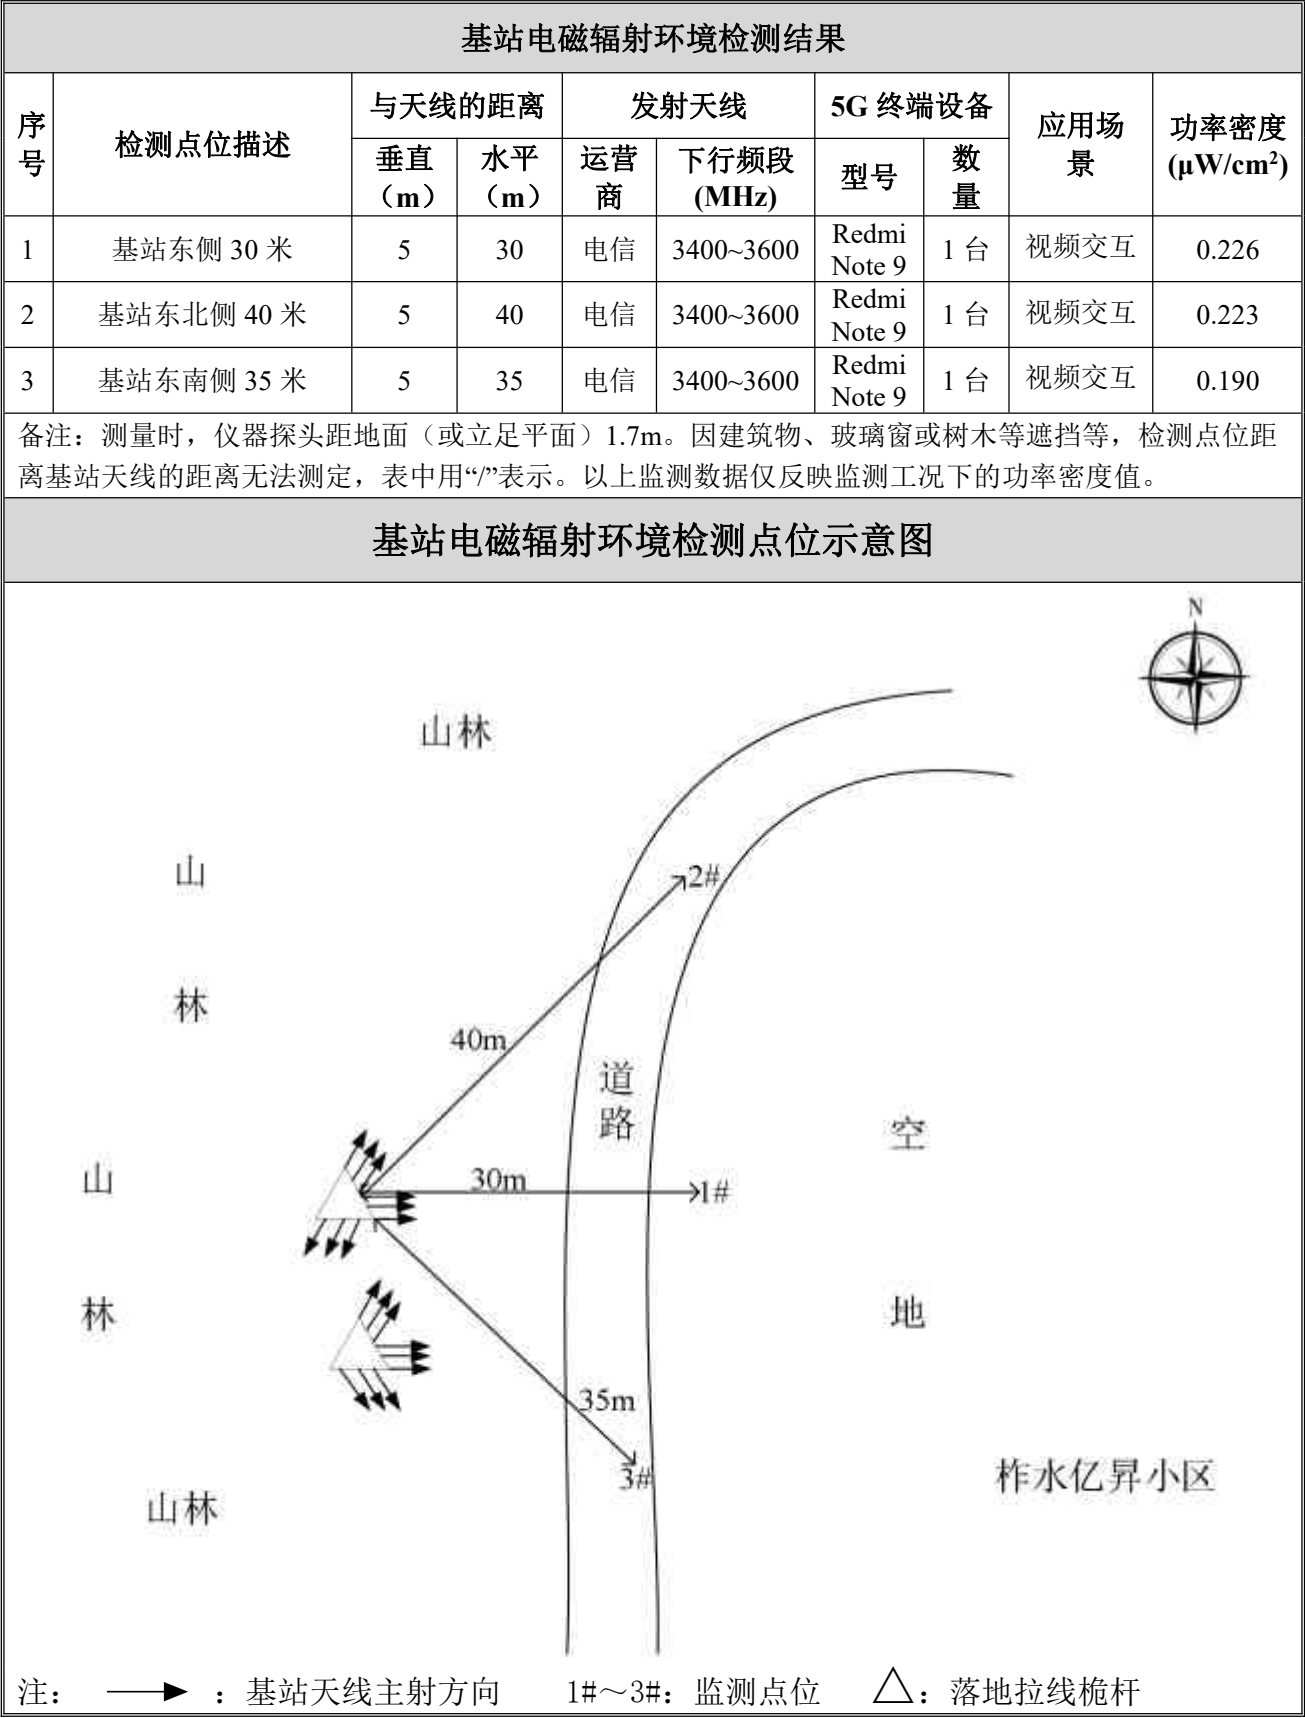 基站电磁辐射环境检测结果
序号 检测点位描述 与天线的距离 发射天线 5G 终端设备 应用场景 功率密度(μW/cm²)
垂直（m） 水平（m） 运营商 下行频段(MHz) 型号 数量
1 基站东侧 30 米 5 30 电信 3400~3600 Redmi Note 9 1 台 视频交互 0.226
2 基站东北侧 40 米 5 40 电信 3400~3600 Redmi Note 9 1 台 视频交互 0.223
3 基站东南侧 35 米 5 35 电信 3400~3600 Redmi Note 9 1 台 视频交互 0.190
备注：测量时，仪器探头距地面（或立足平面）1.7m。因建筑物、玻璃窗或树木等遮挡等，检测点位距
离基站天线的距离无法测定，表中用“/”表示。以上监测数据仅反映监测工况下的功率密度值。
基站电磁辐射环境检测点位示意图
N
山林
山林
2#
40m
道路
空地
山林
30m
1#
35m
3#
柞水亿昇小区
山林
注： ：基站天线主射方向 1#～3#：监测点位 △：落地拉线桅杆